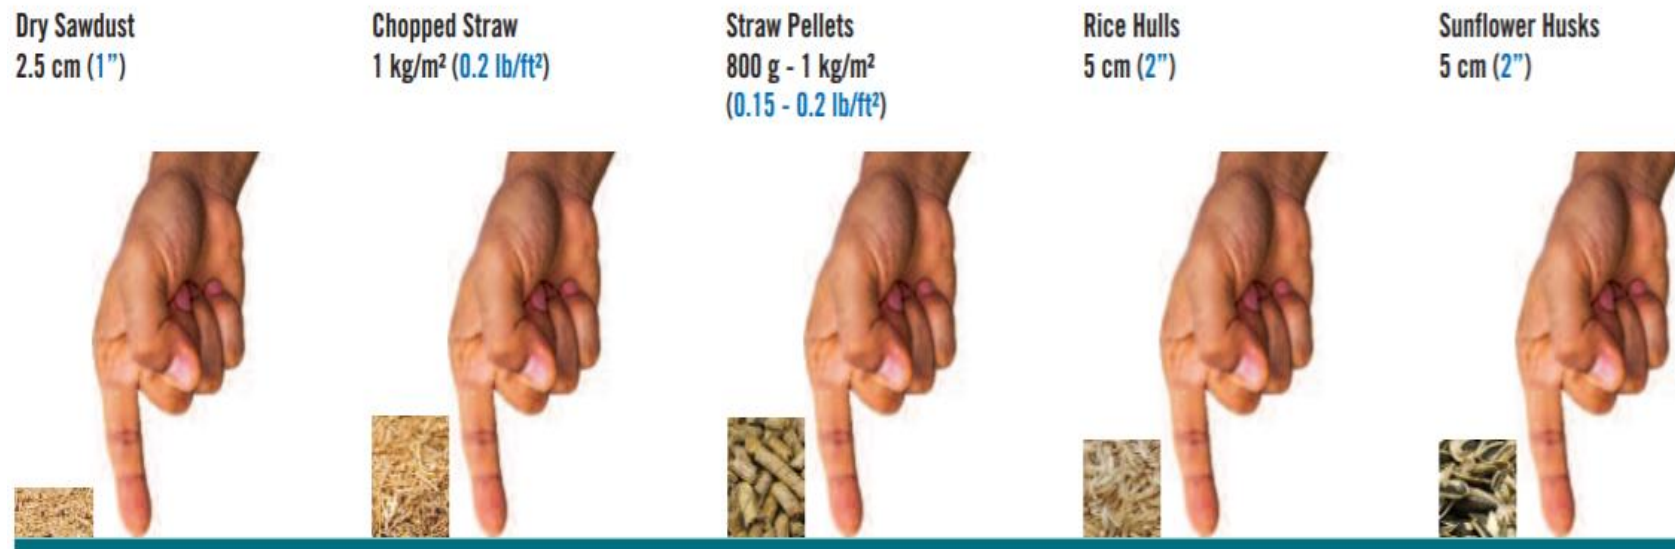 Dry Sawdust
2.5 cm (1”)
Chopped Straw
1 kg/m² (0.2 lb/ft²)
Straw Pellets
800 g - 1 kg/m²
(0.15 - 0.2 lb/ft²)
Rice Hulls
5 cm (2”)
Sunflower Husks
5 cm (2”)